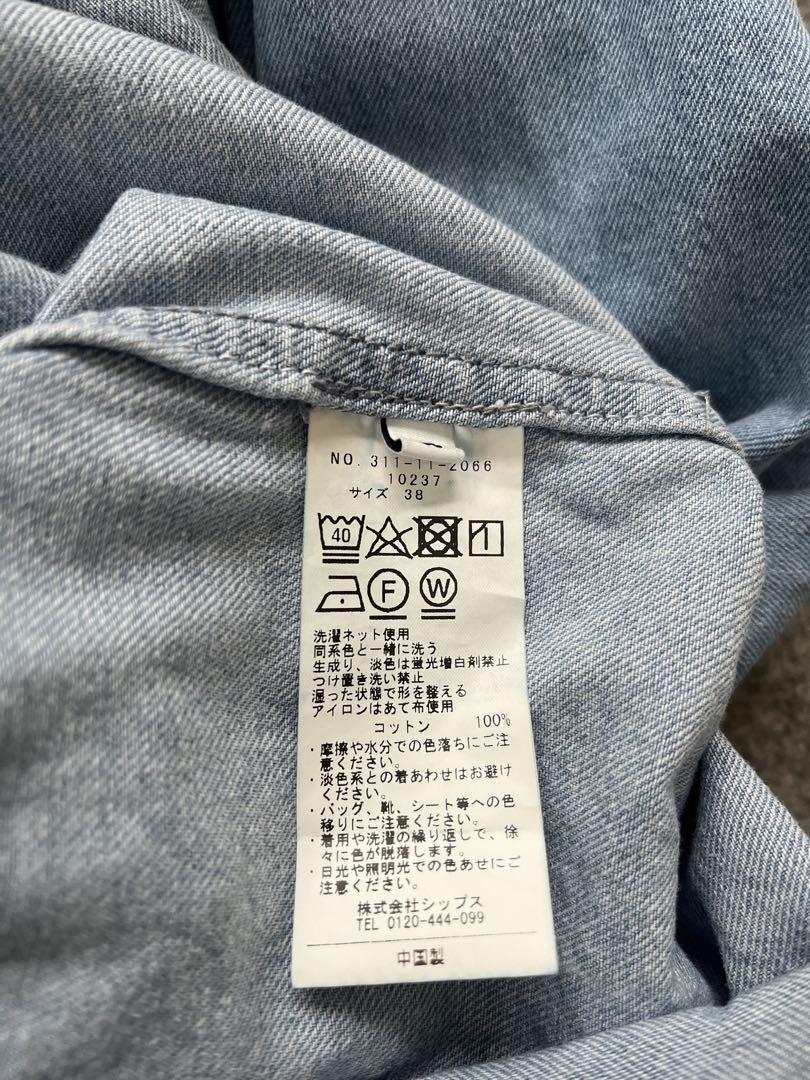 NO. 311-11-2066
10237
サイズ 38
40
F W
洗濯ネット使用
同系色と一緒に洗う
生成り、淡色は蛍光増白剤禁止
つけ置き洗い禁止
湿った状態で形を整える
アイロンはあて布使用
コットン 100%
・摩擦や水分での色落ちにご注
意ください。
・淡色系との着あわせはお避け
ください。
・バッグ、靴、シート等への色
移りにご注意ください。
・着用や洗濯の繰り返しで、徐
々に色が脱落します。
・日光や照明光での色あせにご
注意ください。
株式会社シップス
TEL 0120-444-099
中国製